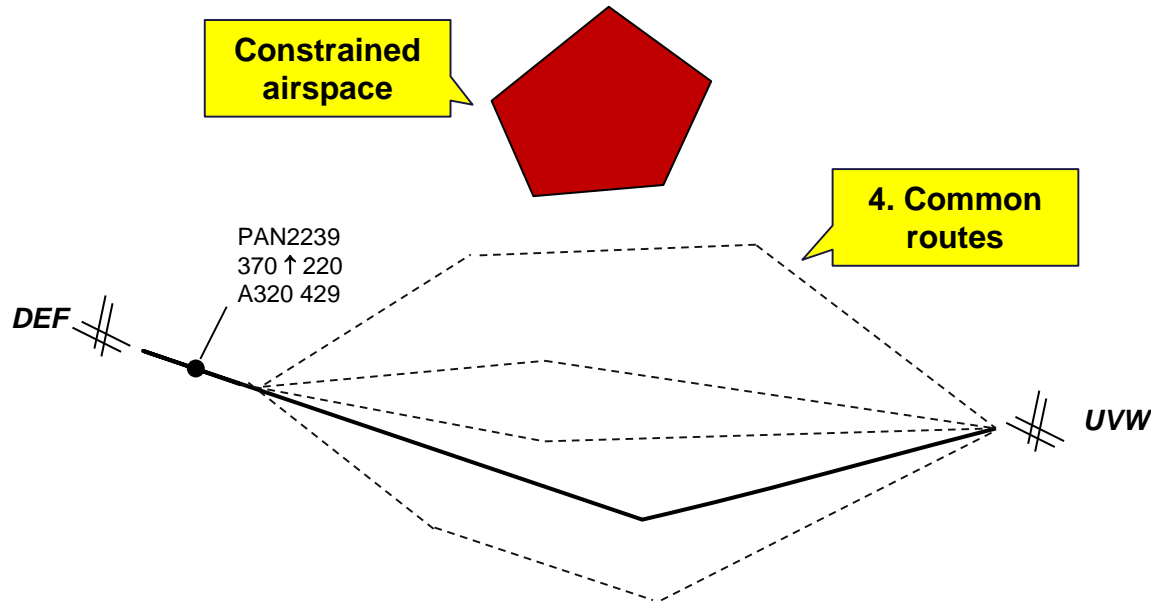 Constrained
airspace
4. Common
routes
PAN2239
370 ↑ 220
A320 429
DEF
UVW